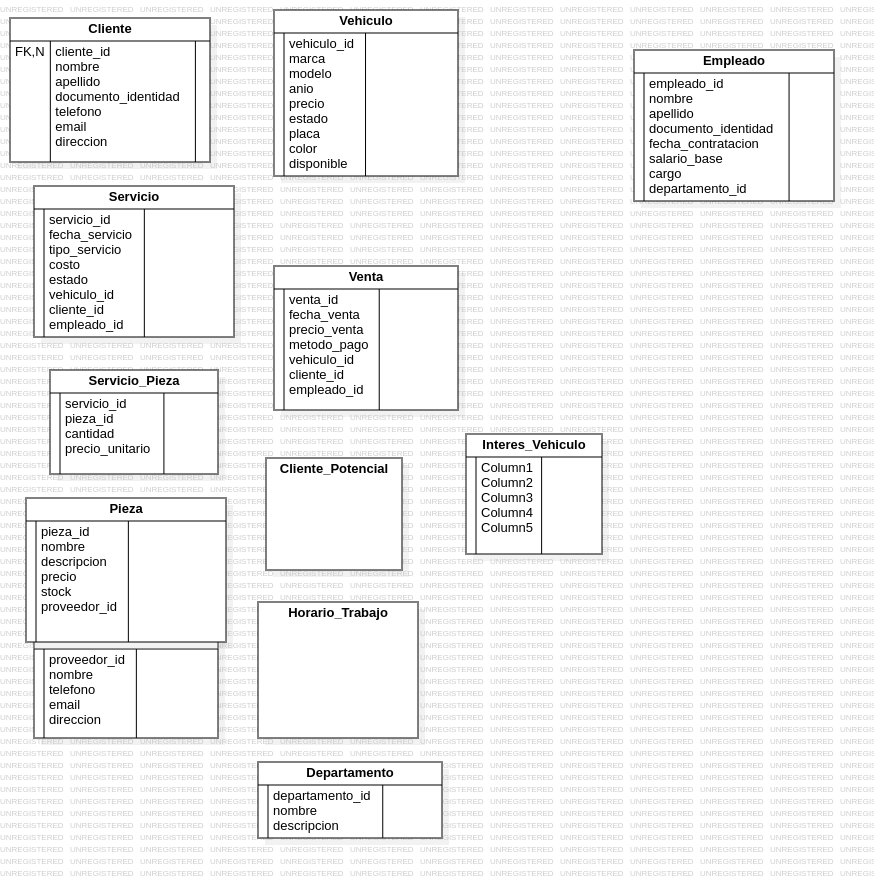 Cliente
FK,N cliente_id
nombre
apellido
documento_identidad
telefono
email
direccion
Vehiculo
vehiculo_id
marca
modelo
anio
precio
estado
placa
color
disponible
Empleado
empleado_id
nombre
apellido
documento_identidad
fecha_contratacion
salario_base
cargo
departamento_id
Servicio
servicio_id
fecha_servicio
tipo_servicio
costo
estado
vehiculo_id
cliente_id
empleado_id
Venta
venta_id
fecha_venta
precio_venta
metodo_pago
vehiculo_id
cliente_id
empleado_id
Servicio_Pieza
servicio_id
pieza_id
cantidad
precio_unitario
Cliente_Potencial
Interes_Vehiculo
Column1
Column2
Column3
Column4
Column5
Pieza
pieza_id
nombre
descripcion
precio
stock
proveedor_id
proveedor_id
nombre
telefono
email
direccion
Horario_Trabajo
Departamento
departamento_id
nombre
descripcion
UNREGISTERED